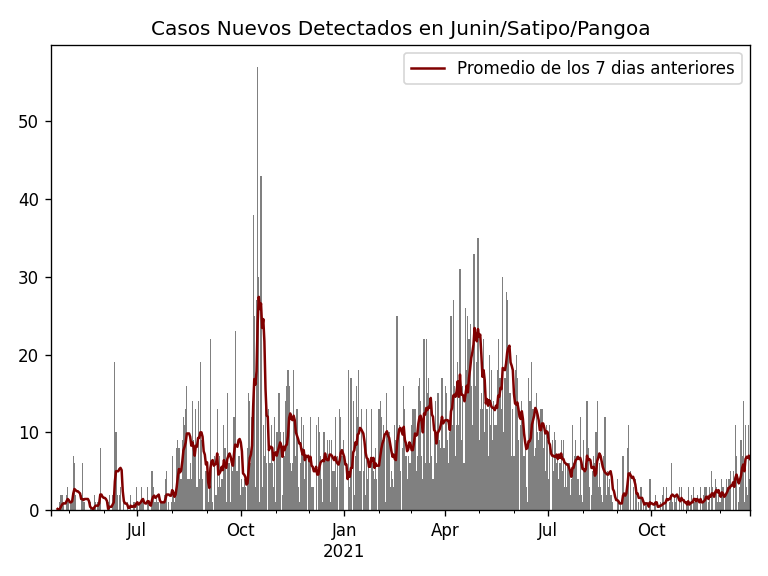 Casos Nuevos Detectados en Junin/Satipo/Pangoa
Promedio de los 7 dias anteriores
50
40
30
20
10
0
Jul
Oct
Jan
2021
Apr
Jul
Oct